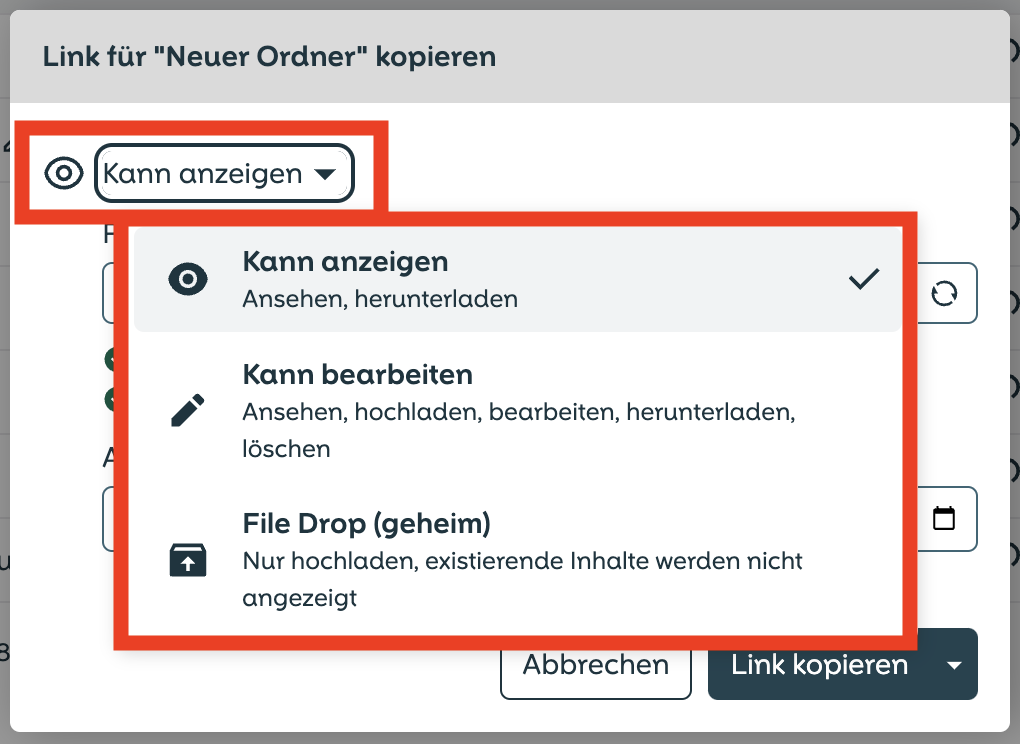 Link für "Neuer Ordner" kopieren
Kann anzeigen
Kann anzeigen
Ansehen, herunterladen
Kann bearbeiten
Ansehen, hochladen, bearbeiten, herunterladen,
löschen
File Drop (geheim)
Nur hochladen, existierende Inhalte werden nicht
angezeigt
Abbrechen
Link kopieren